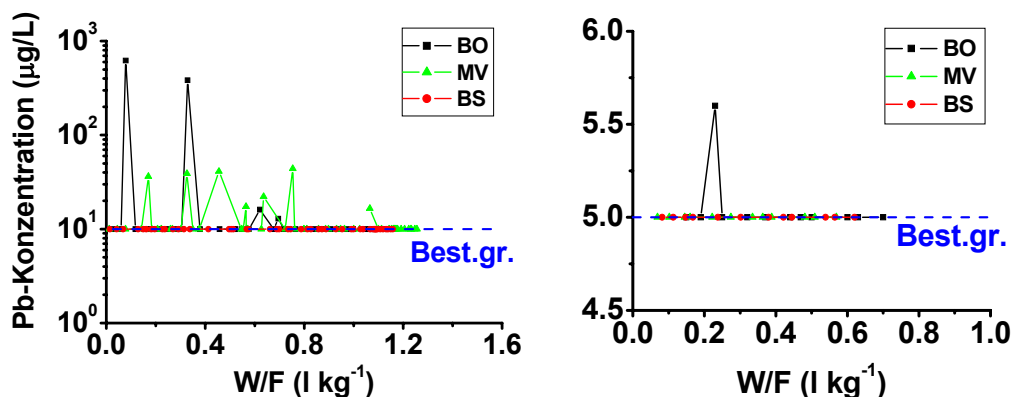 Pb-Konzentration (µg/L)
10³
10²
10¹
10⁰
BO
MV
BS
Best.gr.
0.0 0.4 0.8 1.2 1.6
W/F (l kg⁻¹)
6.0
5.5
5.0
4.5
BO
MV
BS
Best.gr.
0.0 0.2 0.4 0.6 0.8 1.0
W/F (l kg⁻¹)